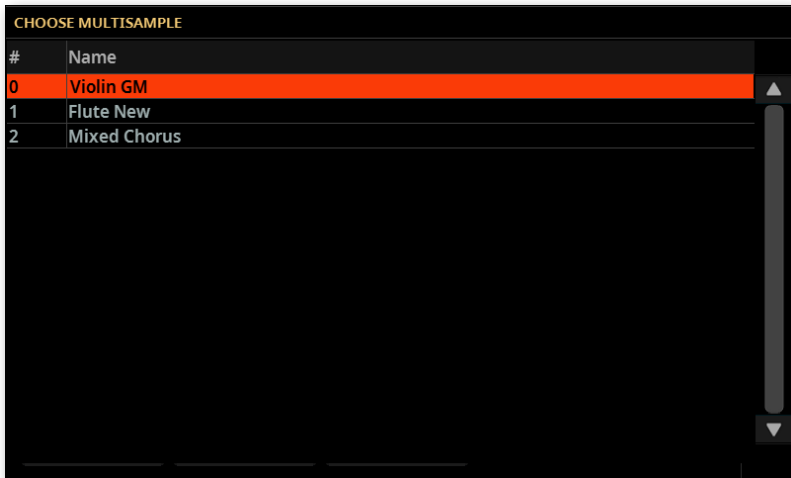 CHOOSE MULTISAMPLE
# Name
0 Violin GM
1 Flute New
2 Mixed Chorus